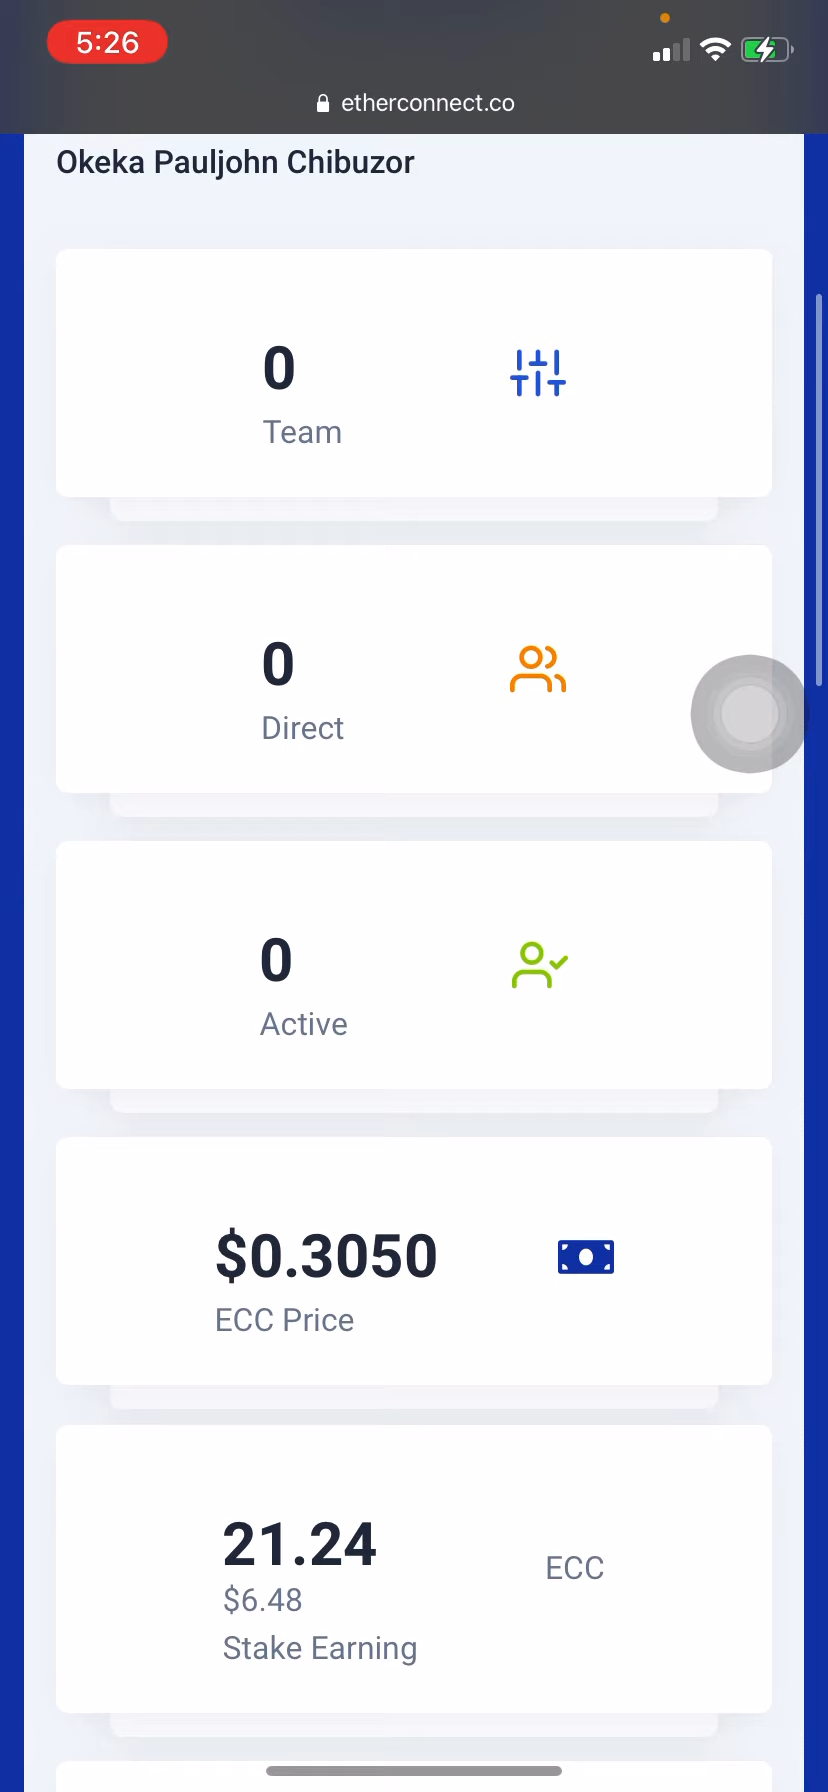 5:26
etherconnect.co
Okeka Pauljohn Chibuzor
0
Team
0
Direct
0
Active
$0.3050
ECC Price
21.24
ECC
$6.48
Stake Earning